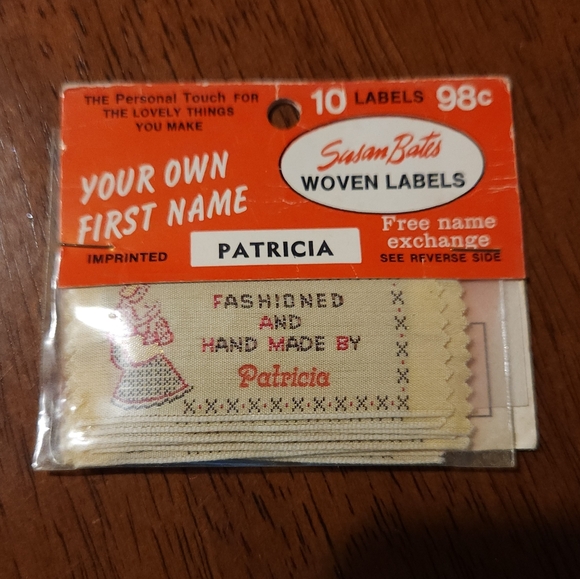 THE Personal Touch FOR
THE LOVELY THINGS
YOU MAKE
10 LABELS 98c
Susan Bates
WOVEN LABELS
YOUR OWN
FIRST NAME
IMPRINTED
PATRICIA
Free name
exchange
SEE REVERSE SIDE
FASHIONED
AND
HAND MADE BY
Patricia